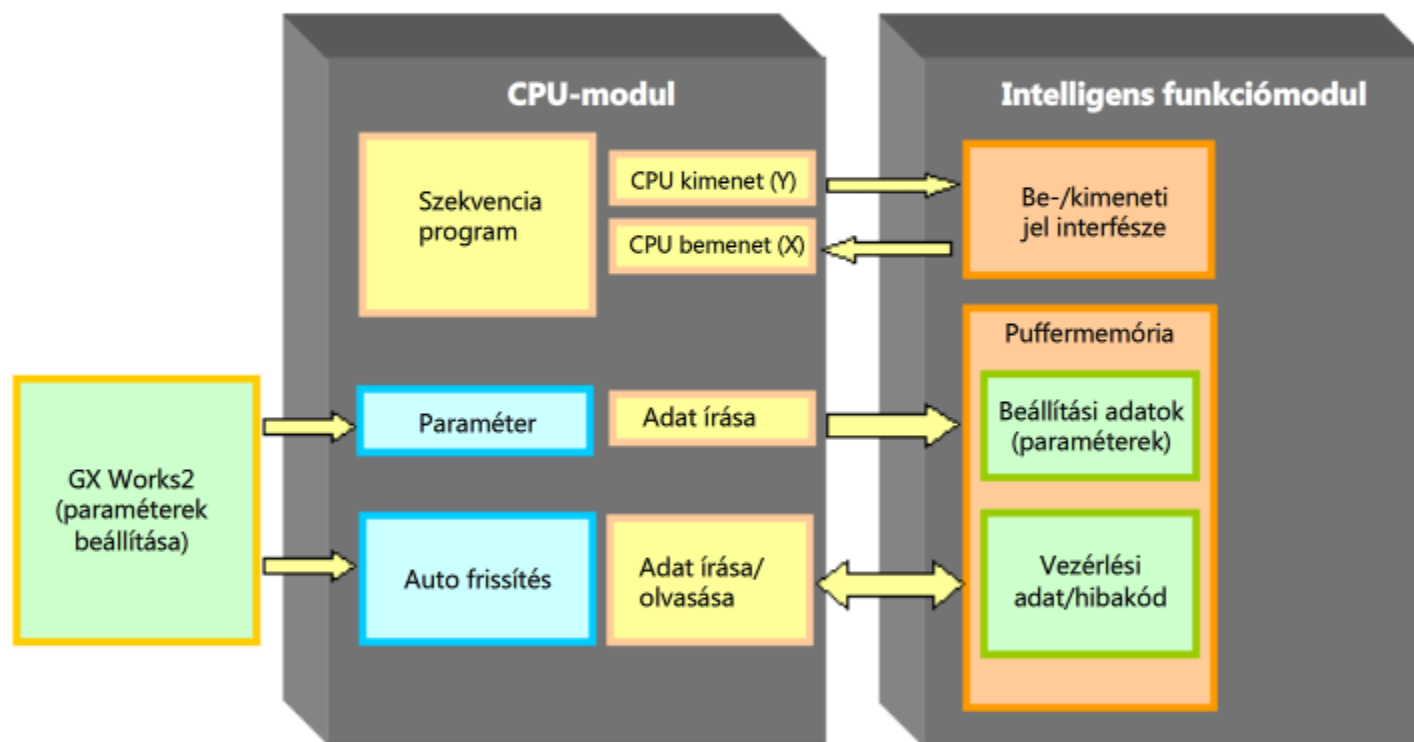 CPU-modul
Szekvencia
program
CPU kimenet (Y)
CPU bemenet (X)
Paraméter
Adat írása
Auto frissítés
Adat írása/
olvasása
GX Works2
(paraméterek
beállítása)
Intelligens funkciómodul
Be-/kimeneti
jel interfésze
Puffermemória
Beállítási adatok
(paraméterek)
Vezérlési
adat/hibakód